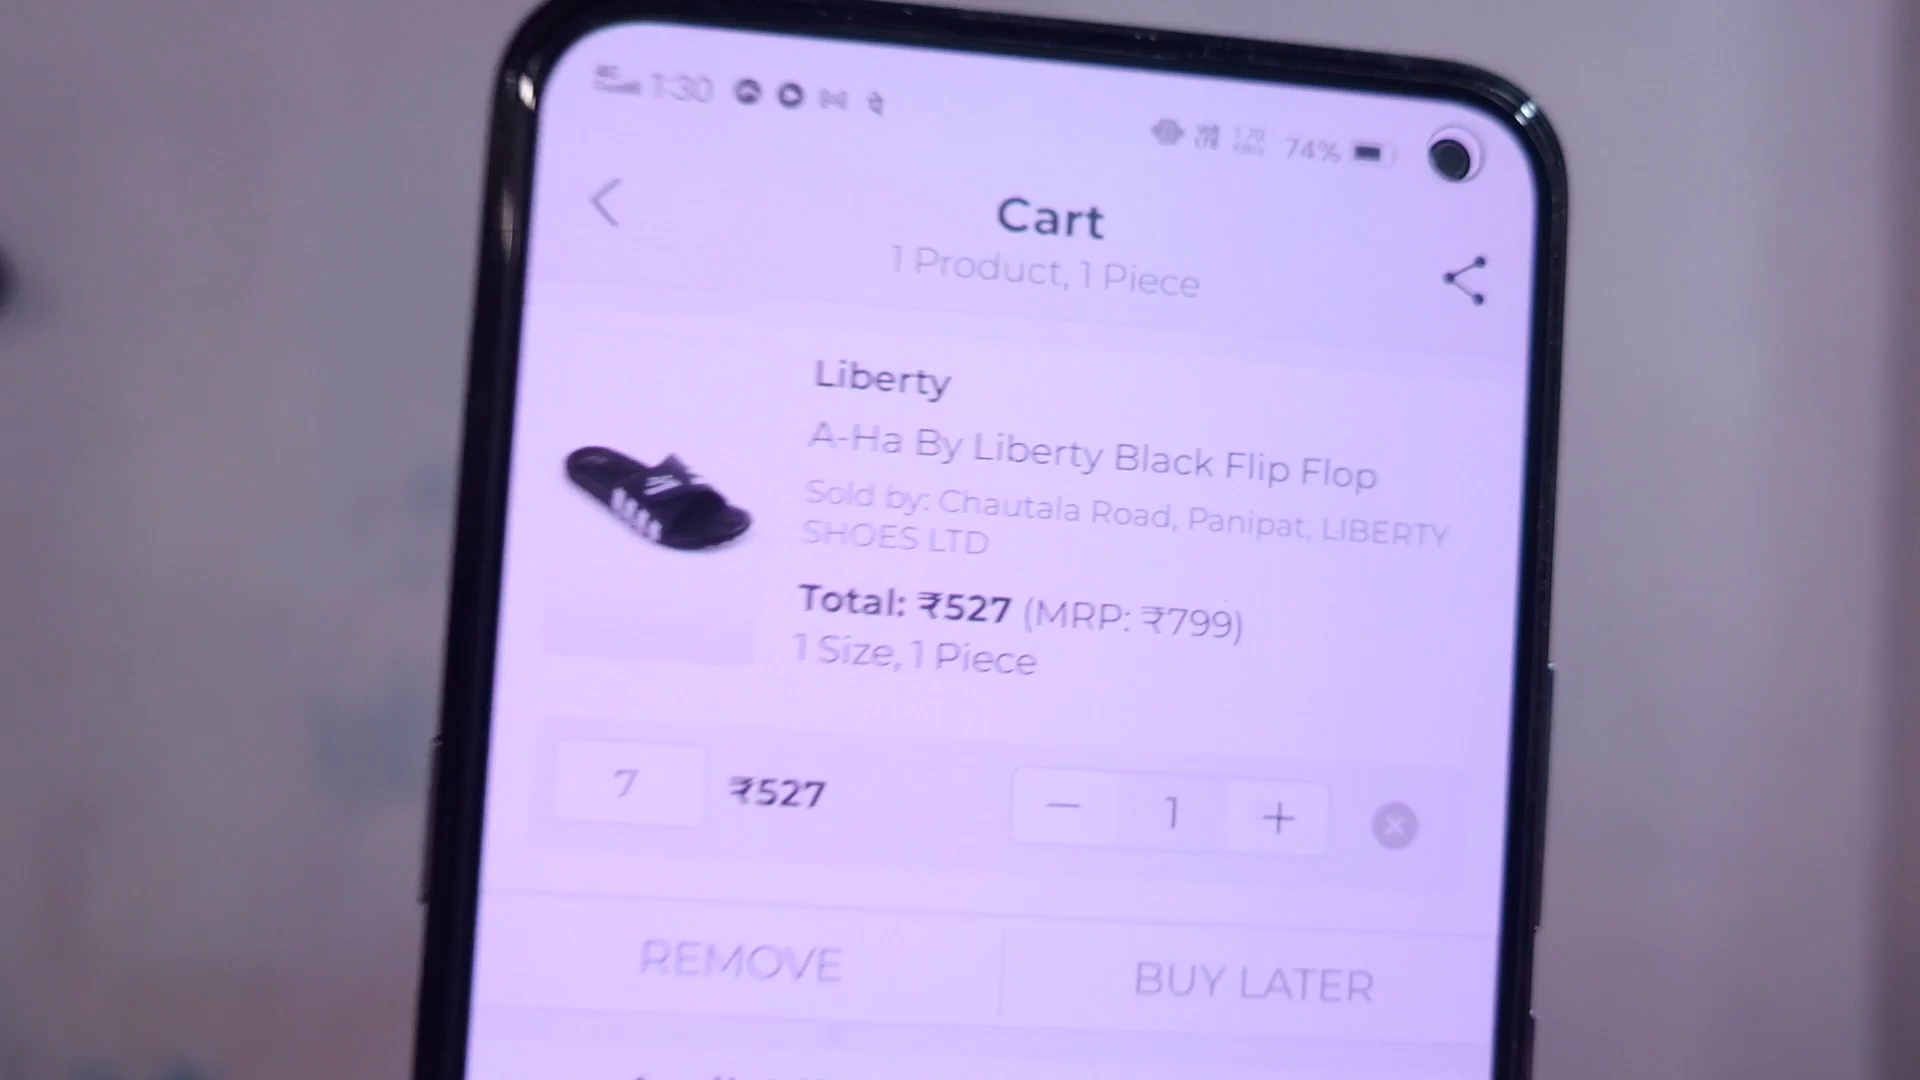 1:30
74%
Cart
1 Product, 1 Piece
Liberty
A-Ha By Liberty Black Flip Flop
Sold by: Chautala Road, Panipat, LIBERTY
SHOES LTD
Total: ₹527 (MRP: ₹799)
1 Size, 1 Piece
7 ₹527 — 1 +
REMOVE BUY LATER